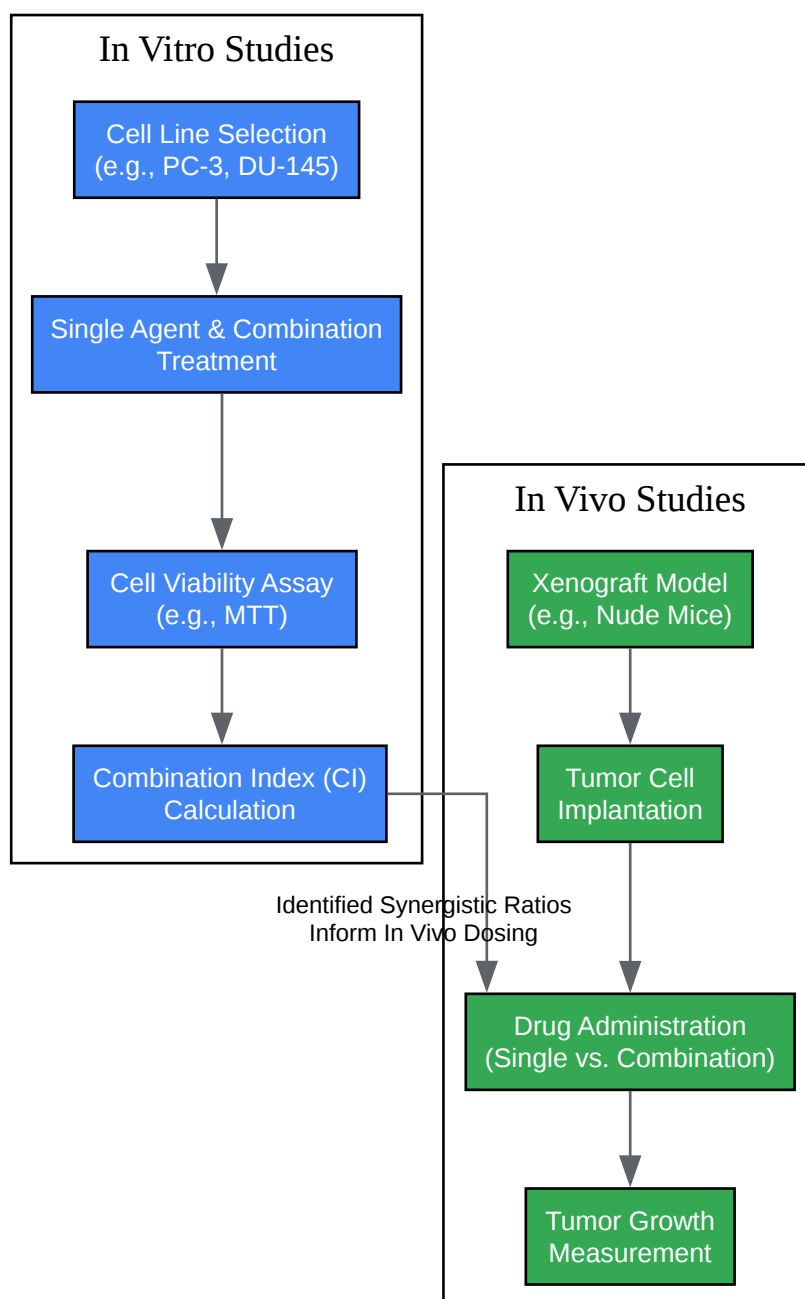 In Vitro Studies
Cell Line Selection
(e.g., PC-3, DU-145)
Single Agent & Combination
Treatment
Cell Viability Assay
(e.g., MTT)
Combination Index (CI)
Calculation
Identified Synergistic Ratios
Inform In Vivo Dosing
In Vivo Studies
Xenograft Model
(e.g., Nude Mice)
Tumor Cell
Implantation
Drug Administration
(Single vs. Combination)
Tumor Growth
Measurement